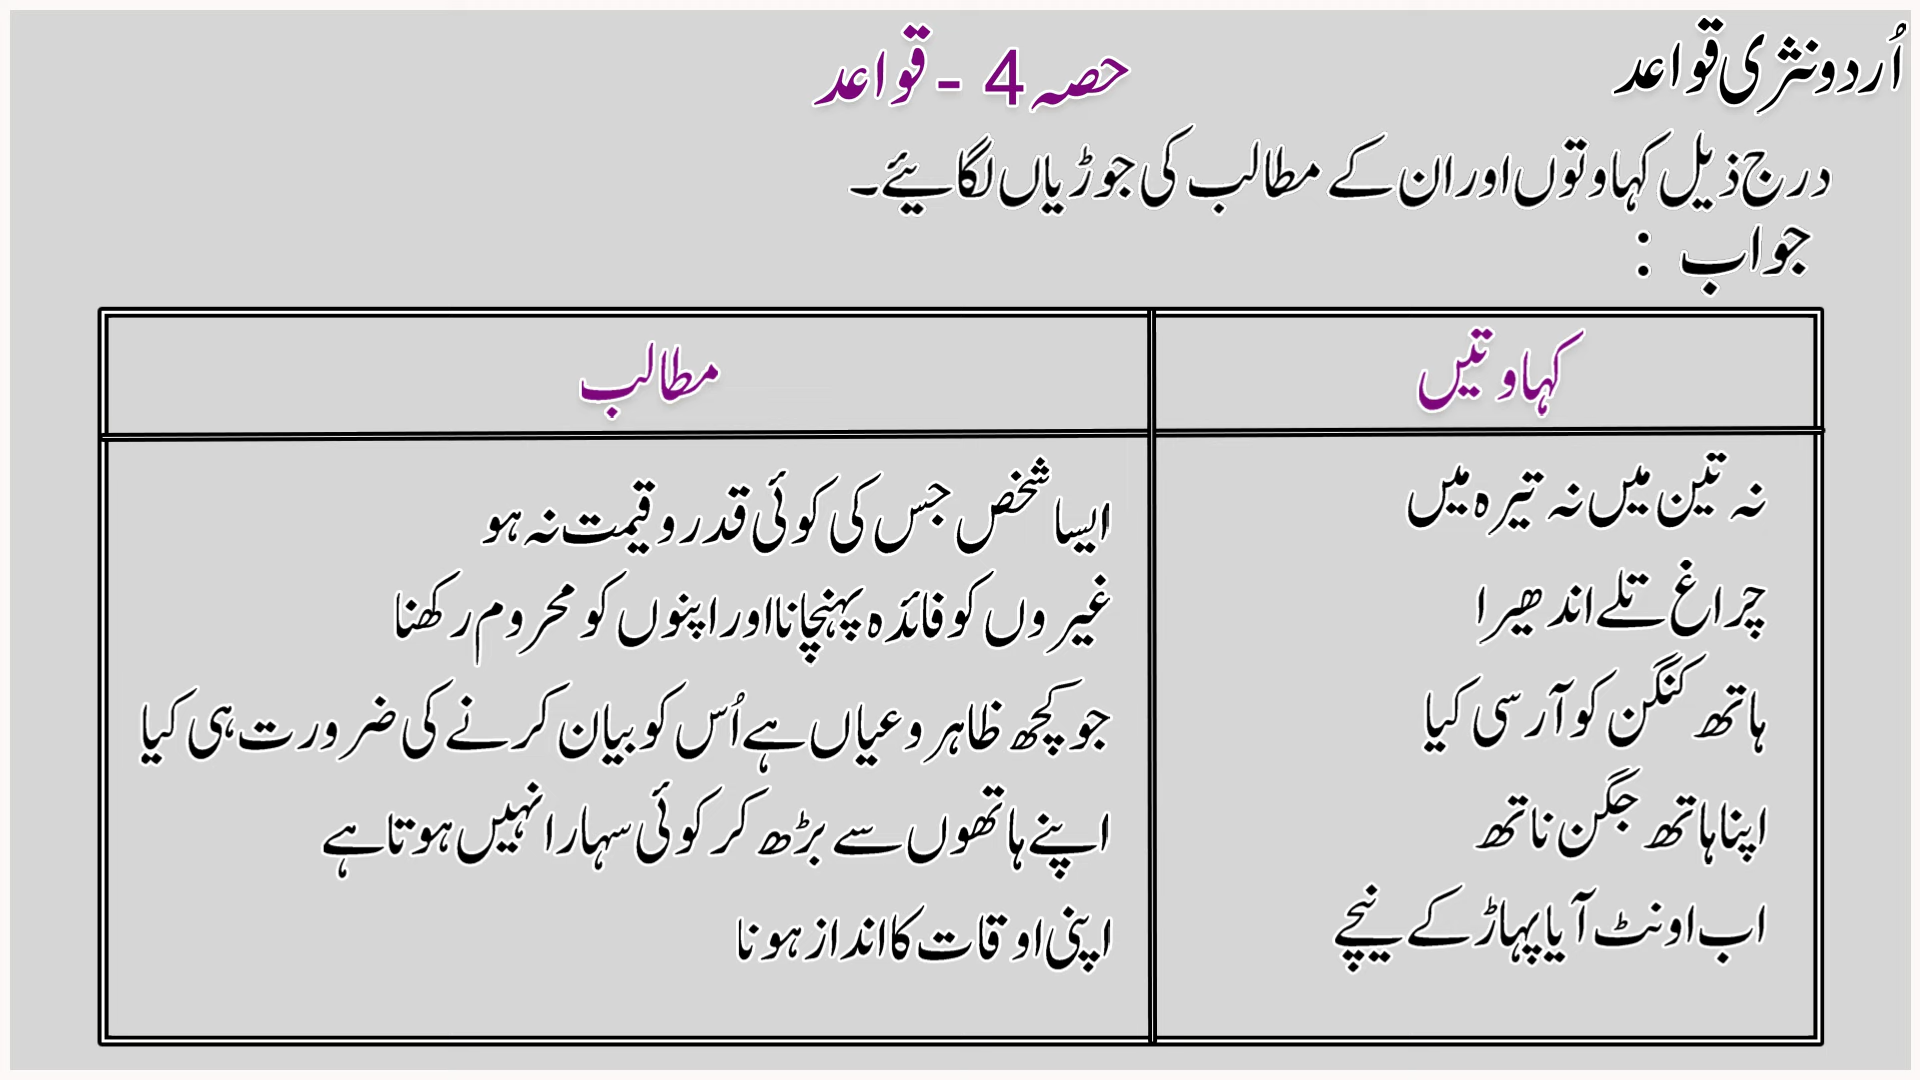 اُردو نثری قواعد
حصہ 4 - قواعد
درج ذیل کہاوتوں اور ان کے مطالب کی جوڑیاں لگائیے۔
جواب :
کہاوتیں
مطالب
نہ تین میں نہ تیرہ میں
ایسا شخص جس کی کوئی قدر و قیمت نہ ہو
چراغ تلے اندھیرا
غیروں کو فائدہ پہنچانا اور اپنوں کو محروم رکھنا
ہاتھ کنگن کو آرسی کیا
جو کچھ ظاہر و عیاں ہے اُس کو بیان کرنے کی ضرورت ہی کیا
اپنا ہاتھ جگن ناتھ
اپنے ہاتھوں سے بڑھ کر کوئی سہارا نہیں ہوتا ہے
اب اونٹ آیا پہاڑ کے نیچے
اپنی اوقات کا انداز ہونا